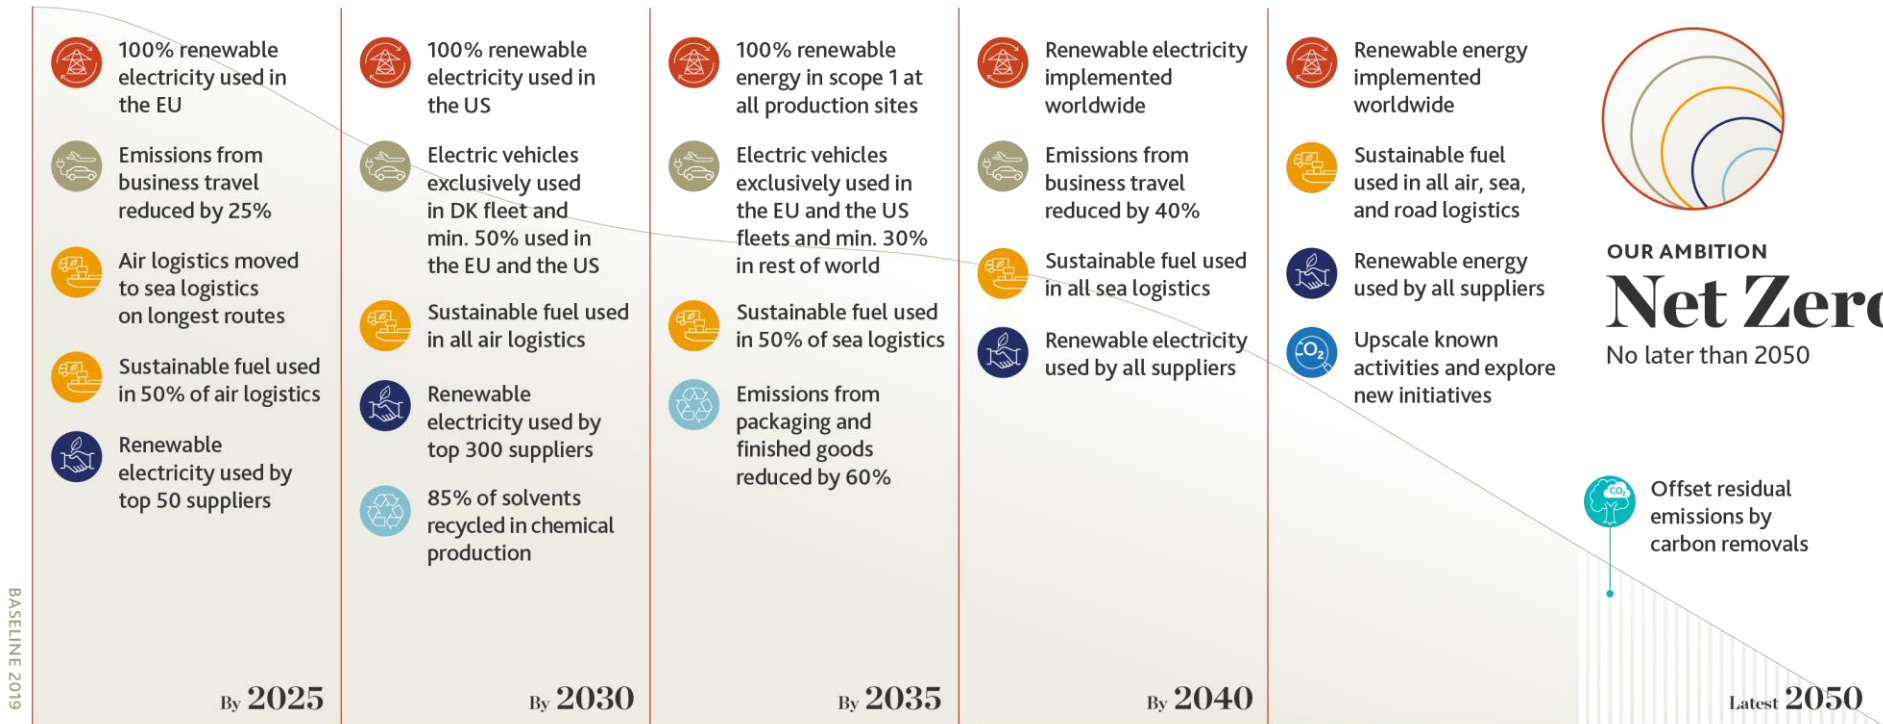 BASELINE 2019
100% renewable
electricity used in
the EU
Emissions from
business travel
reduced by 25%
Air logistics moved
to sea logistics
on longest routes
Sustainable fuel used
in 50% of air logistics
Renewable
electricity used by
top 50 suppliers
By 2025
100% renewable
electricity used in
the US
Electric vehicles
exclusively used
in DK fleet and
min. 50% used in
the EU and the US
Sustainable fuel used
in all air logistics
Renewable
electricity used by
top 300 suppliers
85% of solvents
recycled in chemical
production
By 2030
100% renewable
energy in scope 1 at
all production sites
Electric vehicles
exclusively used in
the EU and the US
fleets and min. 30%
in rest of world
Sustainable fuel used
in 50% of sea logistics
Emissions from
packaging and
finished goods
reduced by 60%
By 2035
Renewable electricity
implemented
worldwide
Emissions from
business travel
reduced by 40%
Sustainable fuel used
in all sea logistics
Renewable electricity
used by all suppliers
By 2040
Renewable energy
implemented
worldwide
Sustainable fuel
used in all air, sea,
and road logistics
Renewable energy
used by all suppliers
CO₂
Upscale known
activities and explore
new initiatives
OUR AMBITION
Net Zero
No later than 2050
CO₂
Offset residual
emissions by
carbon removals
Latest 2050